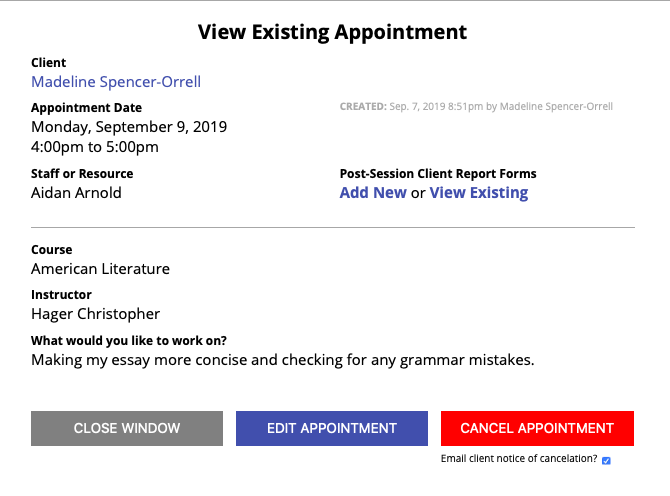 View Existing Appointment
Client
Madeline Spencer-Orrell
Appointment Date
Monday, September 9, 2019
4:00pm to 5:00pm
CREATED: Sep. 7, 2019 8:51pm by Madeline Spencer-Orrell
Staff or Resource
Aidan Arnold
Post-Session Client Report Forms
Add New or View Existing
Course
American Literature
Instructor
Hager Christopher
What would you like to work on?
Making my essay more concise and checking for any grammar mistakes.
CLOSE WINDOW
EDIT APPOINTMENT
CANCEL APPOINTMENT
Email client notice of cancelation?